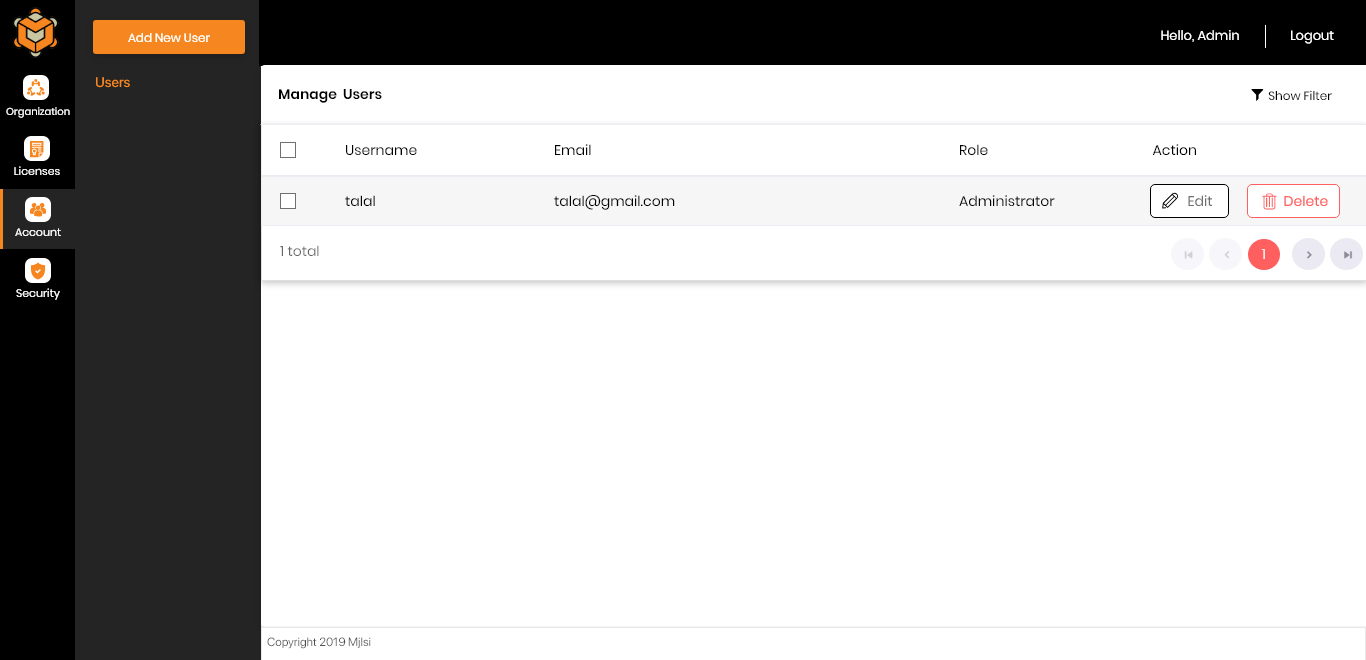 Add New User
Hello, Admin
Logout
Organization
Licenses
Account
Security
Users
Manage Users
Show Filter
Username Email Role Action
talal talal@gmail.com Administrator Edit Delete
1 total
1
Copyright 2019 Mjlsi